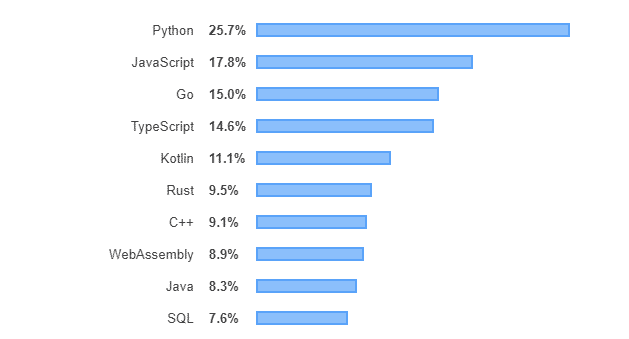 Python 25.7%
JavaScript 17.8%
Go 15.0%
TypeScript 14.6%
Kotlin 11.1%
Rust 9.5%
C++ 9.1%
WebAssembly 8.9%
Java 8.3%
SQL 7.6%